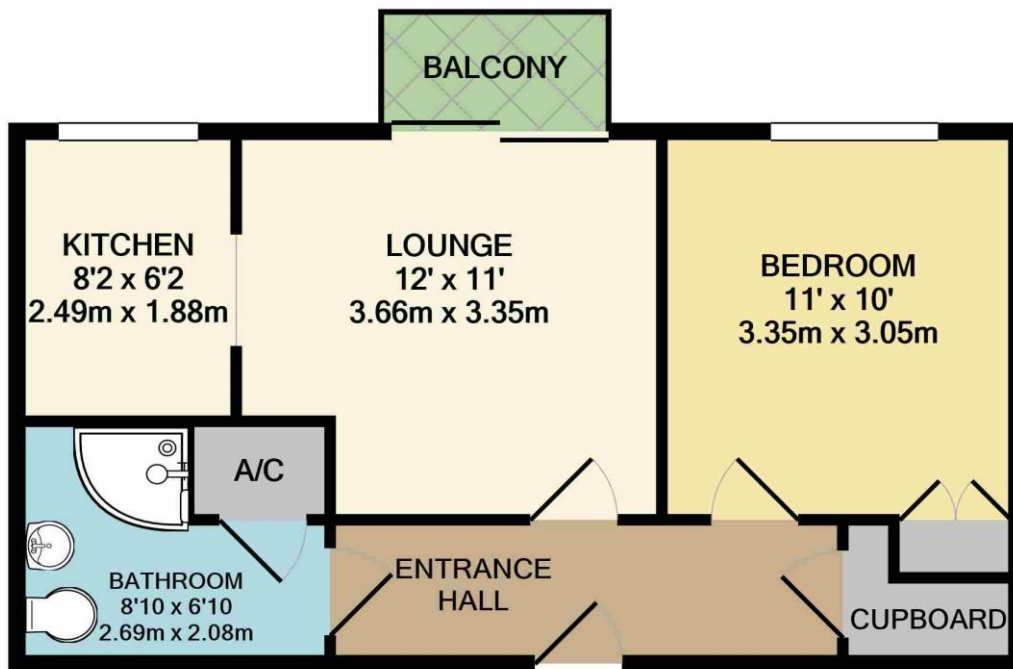 BALCONY
KITCHEN
8'2 x 6'2
2.49m x 1.88m
LOUNGE
12' x 11'
3.66m x 3.35m
BEDROOM
11' x 10'
3.35m x 3.05m
A/C
BATHROOM
8'10 x 6'10
2.69m x 2.08m
ENTRANCE
HALL
CUPBOARD